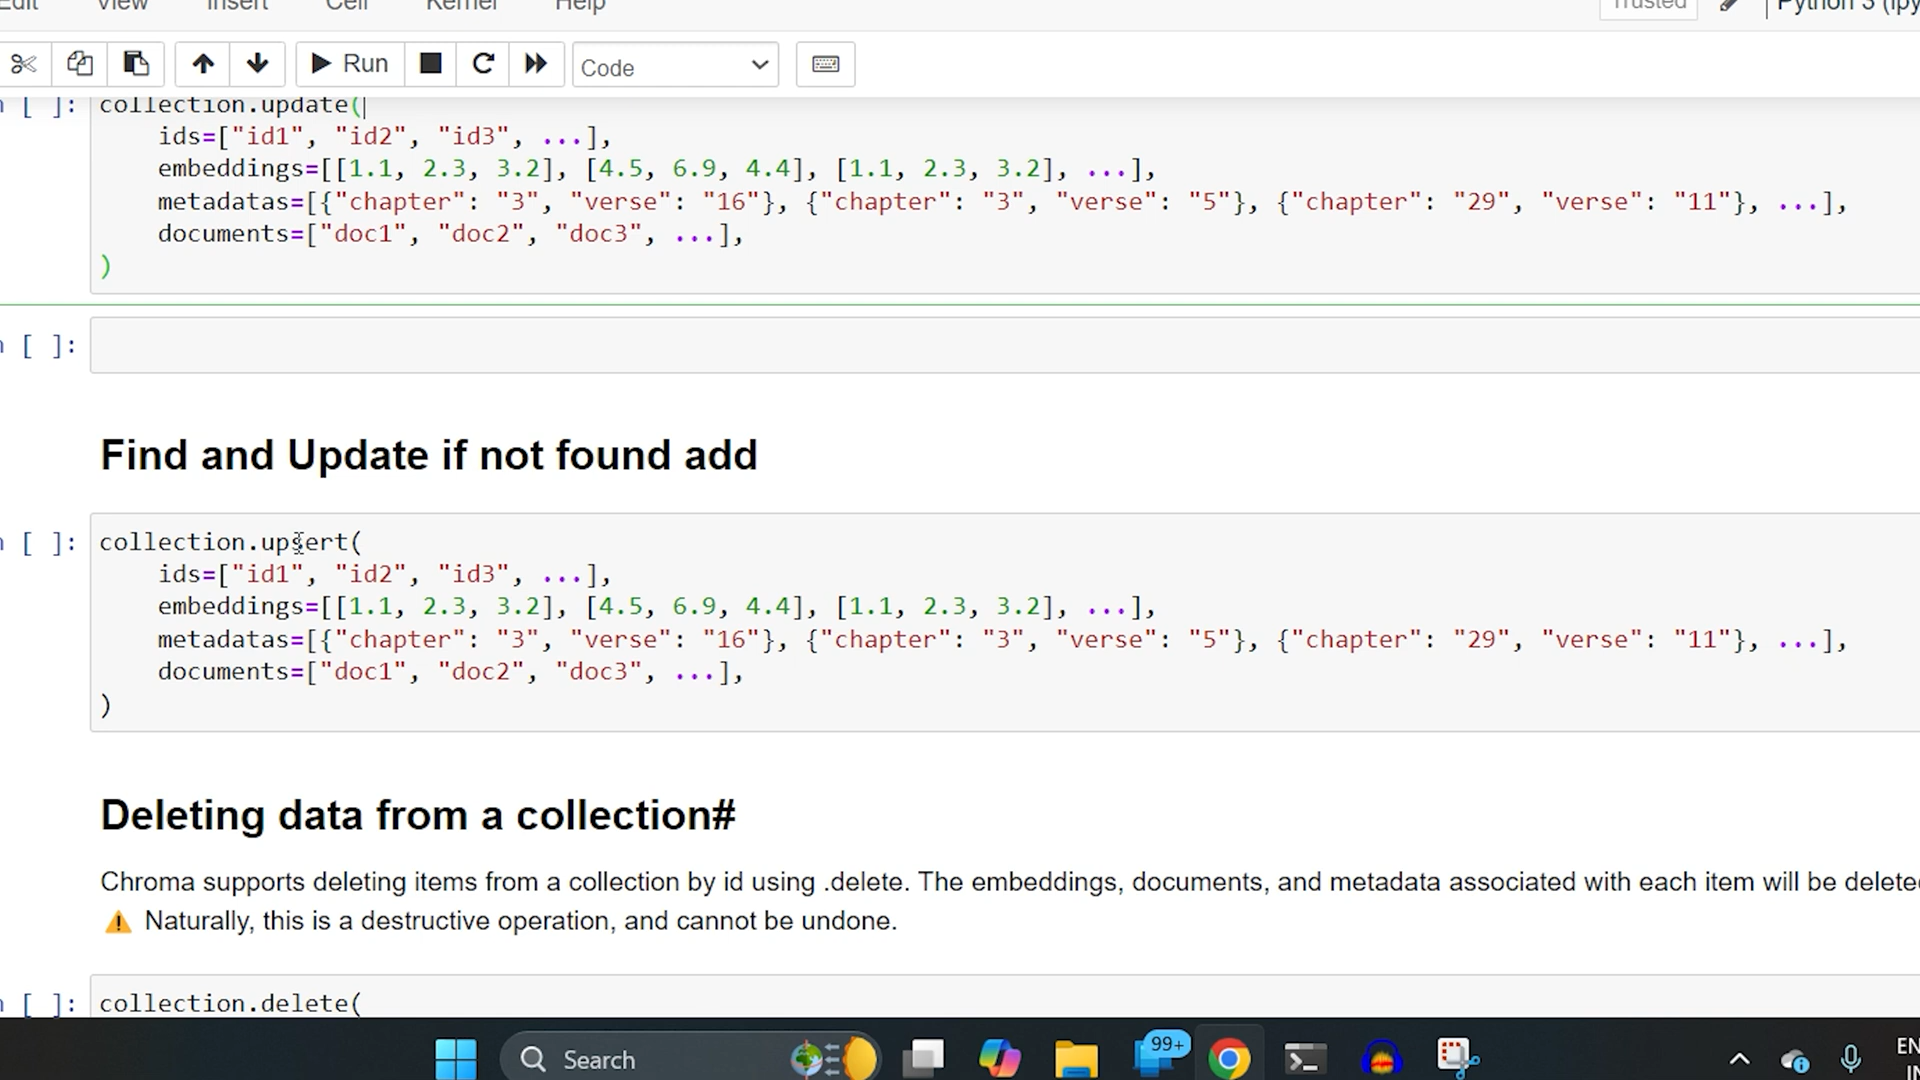 Edit View Insert Cell Kernel Help Trusted Python 3 (ipy
Run Code
n [ ]: collection.update(
ids=["id1", "id2", "id3", ...],
embeddings=[[1.1, 2.3, 3.2], [4.5, 6.9, 4.4], [1.1, 2.3, 3.2], ...],
metadatas=[{"chapter": "3", "verse": "16"}, {"chapter": "3", "verse": "5"}, {"chapter": "29", "verse": "11"}, ...],
documents=["doc1", "doc2", "doc3", ...],
)
n [ ]:
Find and Update if not found add
n [ ]: collection.upsert(
ids=["id1", "id2", "id3", ...],
embeddings=[[1.1, 2.3, 3.2], [4.5, 6.9, 4.4], [1.1, 2.3, 3.2], ...],
metadatas=[{"chapter": "3", "verse": "16"}, {"chapter": "3", "verse": "5"}, {"chapter": "29", "verse": "11"}, ...],
documents=["doc1", "doc2", "doc3", ...],
)
Deleting data from a collection#
Chroma supports deleting items from a collection by id using .delete. The embeddings, documents, and metadata associated with each item will be delete
Naturally, this is a destructive operation, and cannot be undone.
n [ ]: collection.delete(
Search 99+ EN
IN